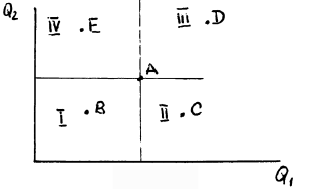 Q₂
IV .E
III .D
A
I .B
II .C
Q₁